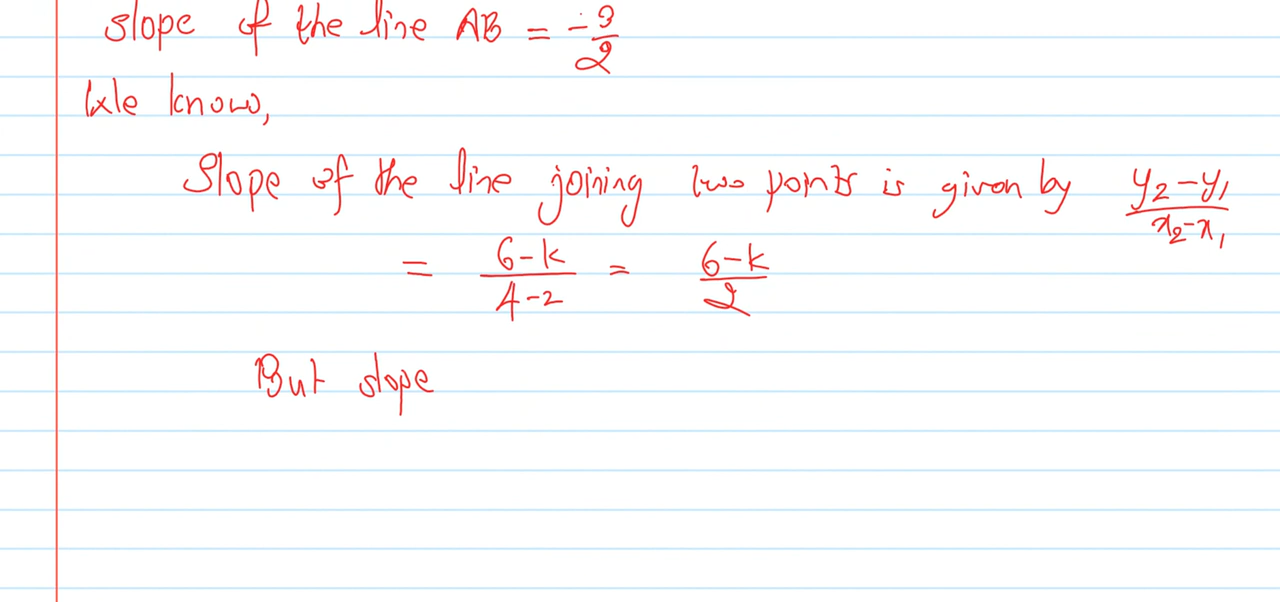 slope of the line AB = -3/2
We know,
Slope of the line joining two points is given by y₂-y₁/x₂-x₁
= 6-k/4-2 = 6-k/2
But slope